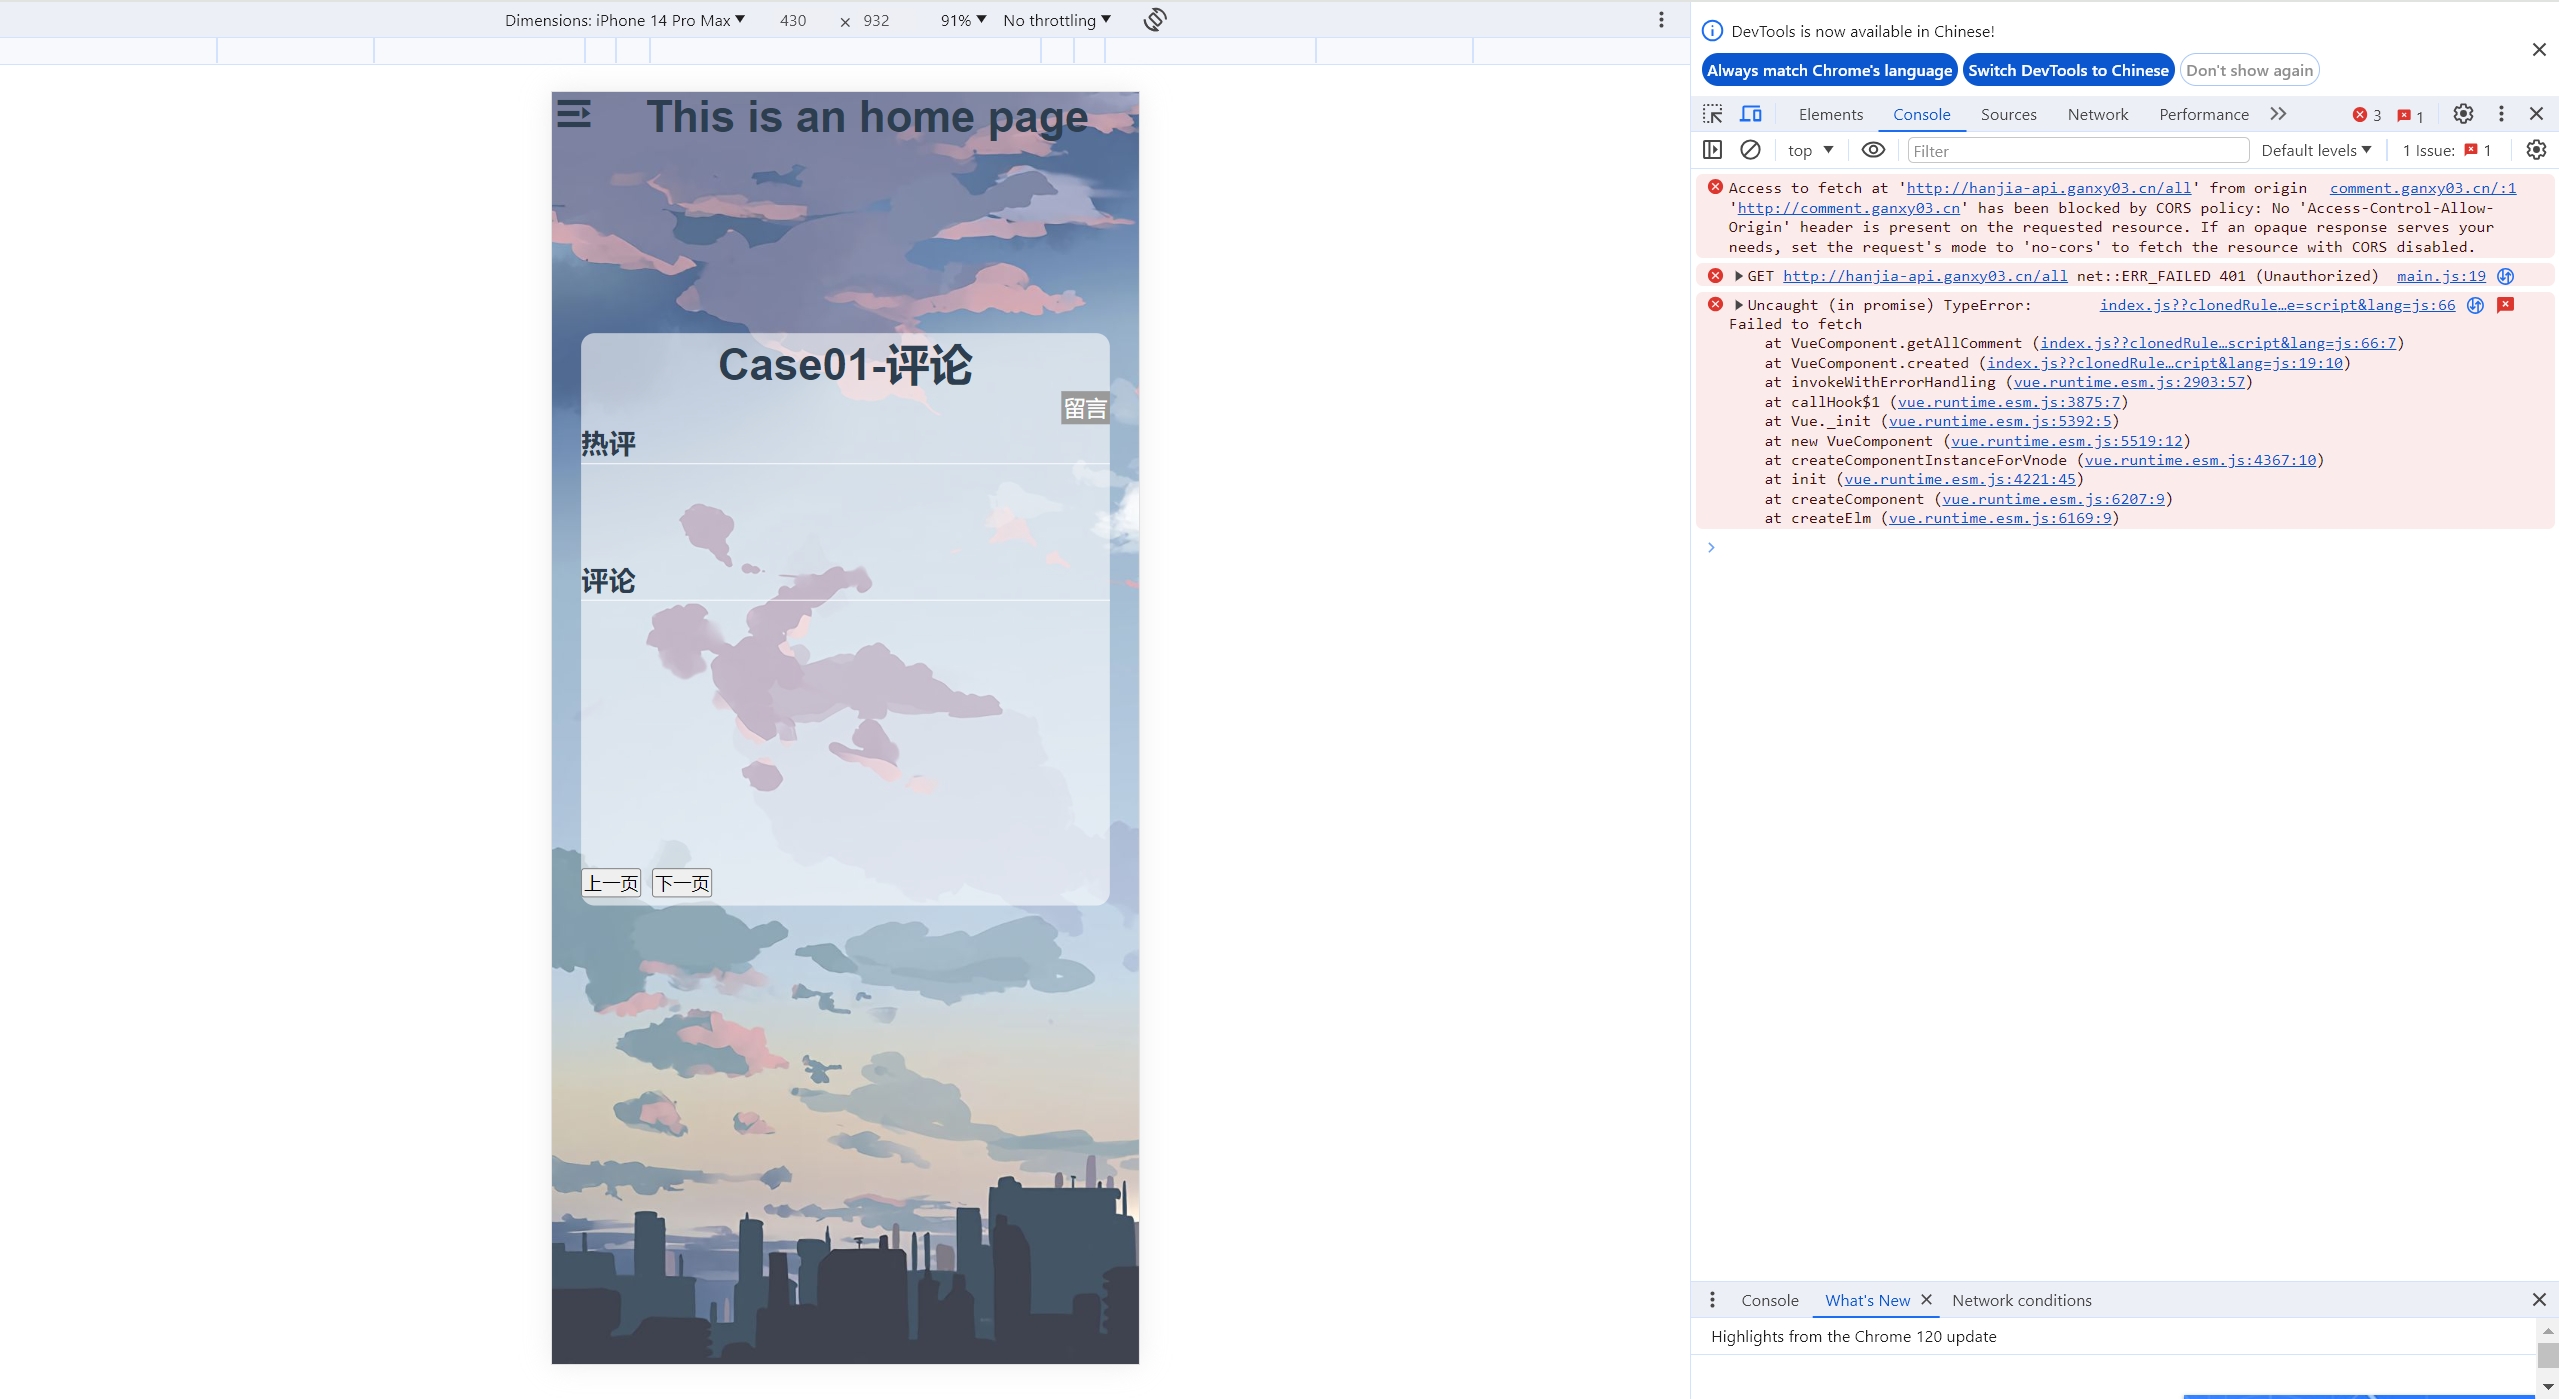 Dimensions: iPhone 14 Pro Max 430 × 932 91% No throttling
This is an home page
Case01-评论
留言
热评
评论
上一页 下一页
DevTools is now available in Chinese!
Always match Chrome's language Switch DevTools to Chinese Don't show again
Elements Console Sources Network Performance 3 1
top Filter Default levels 1 Issue: 1
Access to fetch at 'http://hanjia-api.ganxy03.cn/all' from origin comment.ganxy03.cn/:1
'http://comment.ganxy03.cn' has been blocked by CORS policy: No 'Access-Control-Allow-
Origin' header is present on the requested resource. If an opaque response serves your
needs, set the request's mode to 'no-cors' to fetch the resource with CORS disabled.
GET http://hanjia-api.ganxy03.cn/all net::ERR_FAILED 401 (Unauthorized) main.js:19
Uncaught (in promise) TypeError: index.js??clonedRule…e=script&lang=js:66
Failed to fetch
at VueComponent.getAllComment (index.js??clonedRule…script&lang=js:66:7)
at VueComponent.created (index.js??clonedRule…cript&lang=js:19:10)
at invokeWithErrorHandling (vue.runtime.esm.js:2903:57)
at callHook$1 (vue.runtime.esm.js:3875:7)
at Vue._init (vue.runtime.esm.js:5392:5)
at new VueComponent (vue.runtime.esm.js:5519:12)
at createComponentInstanceForVnode (vue.runtime.esm.js:4367:10)
at init (vue.runtime.esm.js:4221:45)
at createComponent (vue.runtime.esm.js:6207:9)
at createElm (vue.runtime.esm.js:6169:9)
Console What's New Network conditions
Highlights from the Chrome 120 update